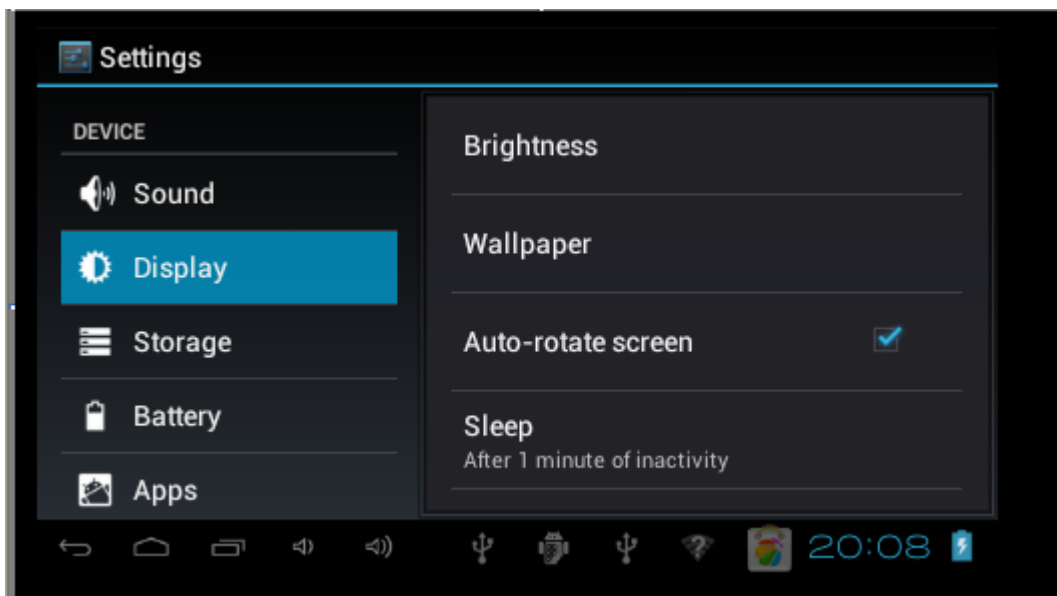 Settings
DEVICE
Sound
Display
Storage
Battery
Apps
Brightness
Wallpaper
Auto-rotate screen
Sleep
After 1 minute of inactivity
20:08